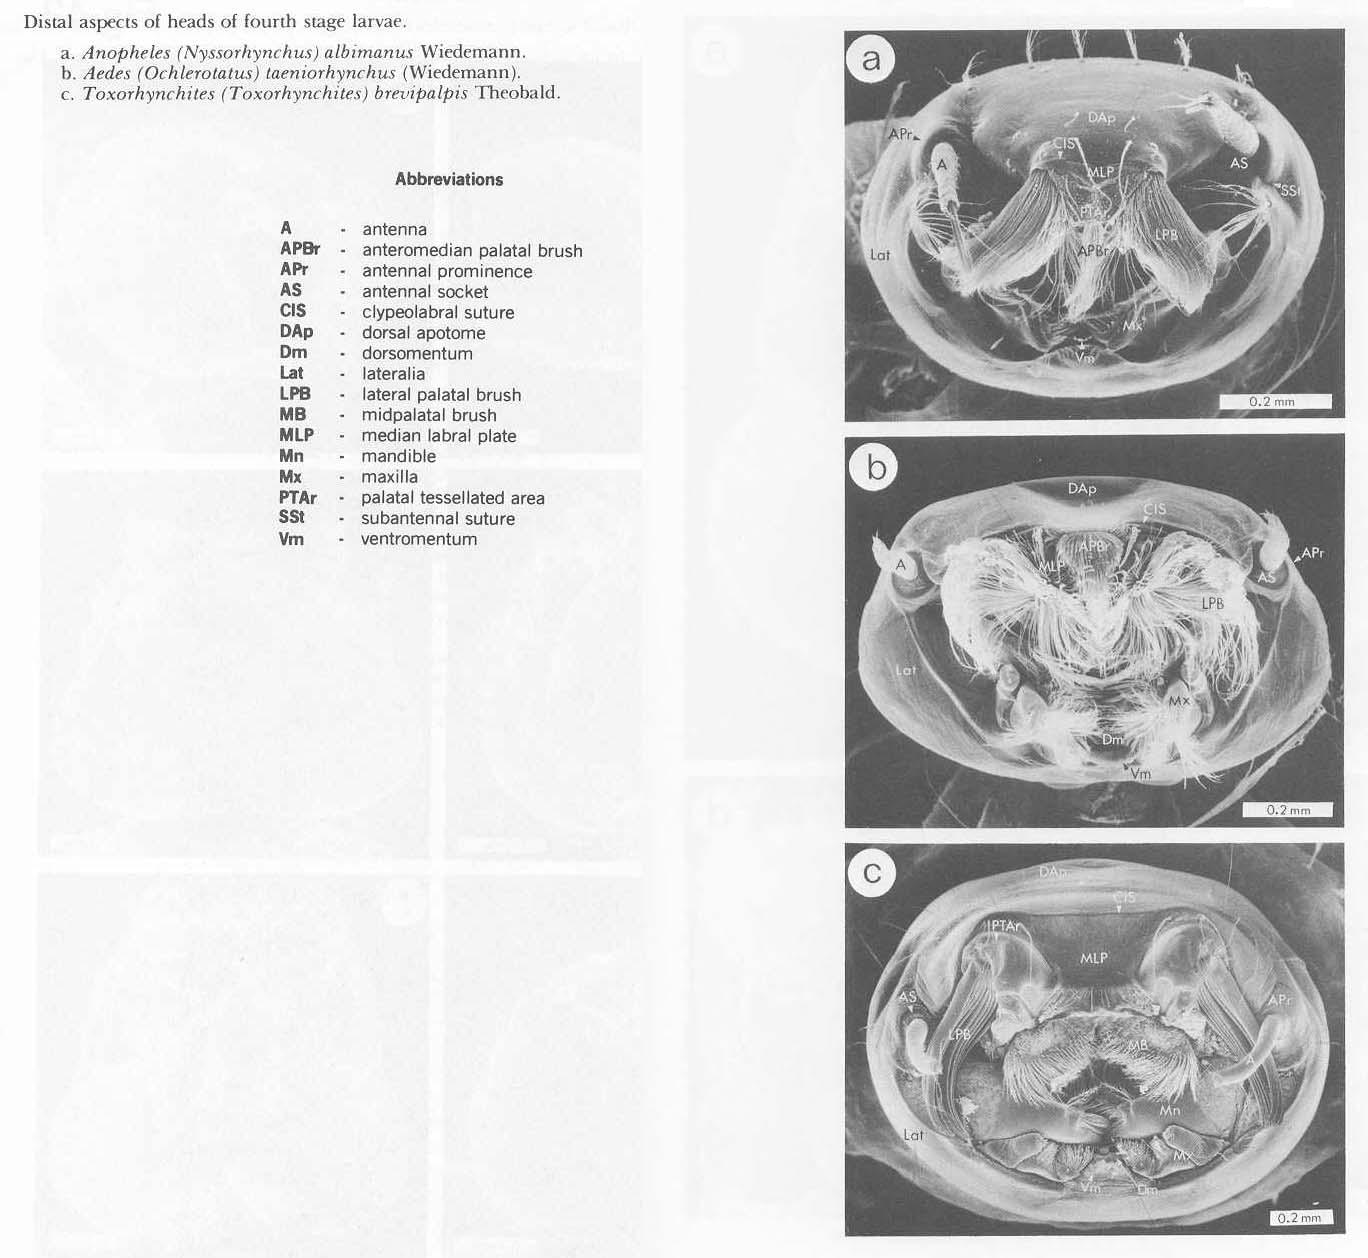 Distal aspects of heads of fourth stage larvae.
a. Anopheles (Nyssorhynchus) albimanus Wiedemann.
b. Aedes (Ochlerotatus) taeniorhynchus (Wiedemann).
c. Toxorhynchites (Toxorhynchites) brevipalpis Theobald.
Abbreviations
A - antenna
APBr - anteromedian palatal brush
APr - antennal prominence
AS - antennal socket
ClS - clypeolabral suture
DAp - dorsal apotome
Dm - dorsomentum
Lat - lateralia
LPB - lateral palatal brush
MB - midpalatal brush
MLP - median labral plate
Mn - mandible
Mx - maxilla
PTAr - palatal tessellated area
SSt - subantennal suture
Vm - ventromentum
a
DAp
APr
ClS
A
AS
MLP
SSt
PTAr
LPB
APBr
Lat
Mx
Vm
0.2 mm
b
DAp
ClS
APBr
APr
A
MLP
AS
LPB
Lat
Mx
Dm
Vm
0.2 mm
c
DAp
ClS
PTAr
MLP
AS
APr
LPB
MB
A
Mn
Lat
Mx
Vm
Dm
0.2 mm